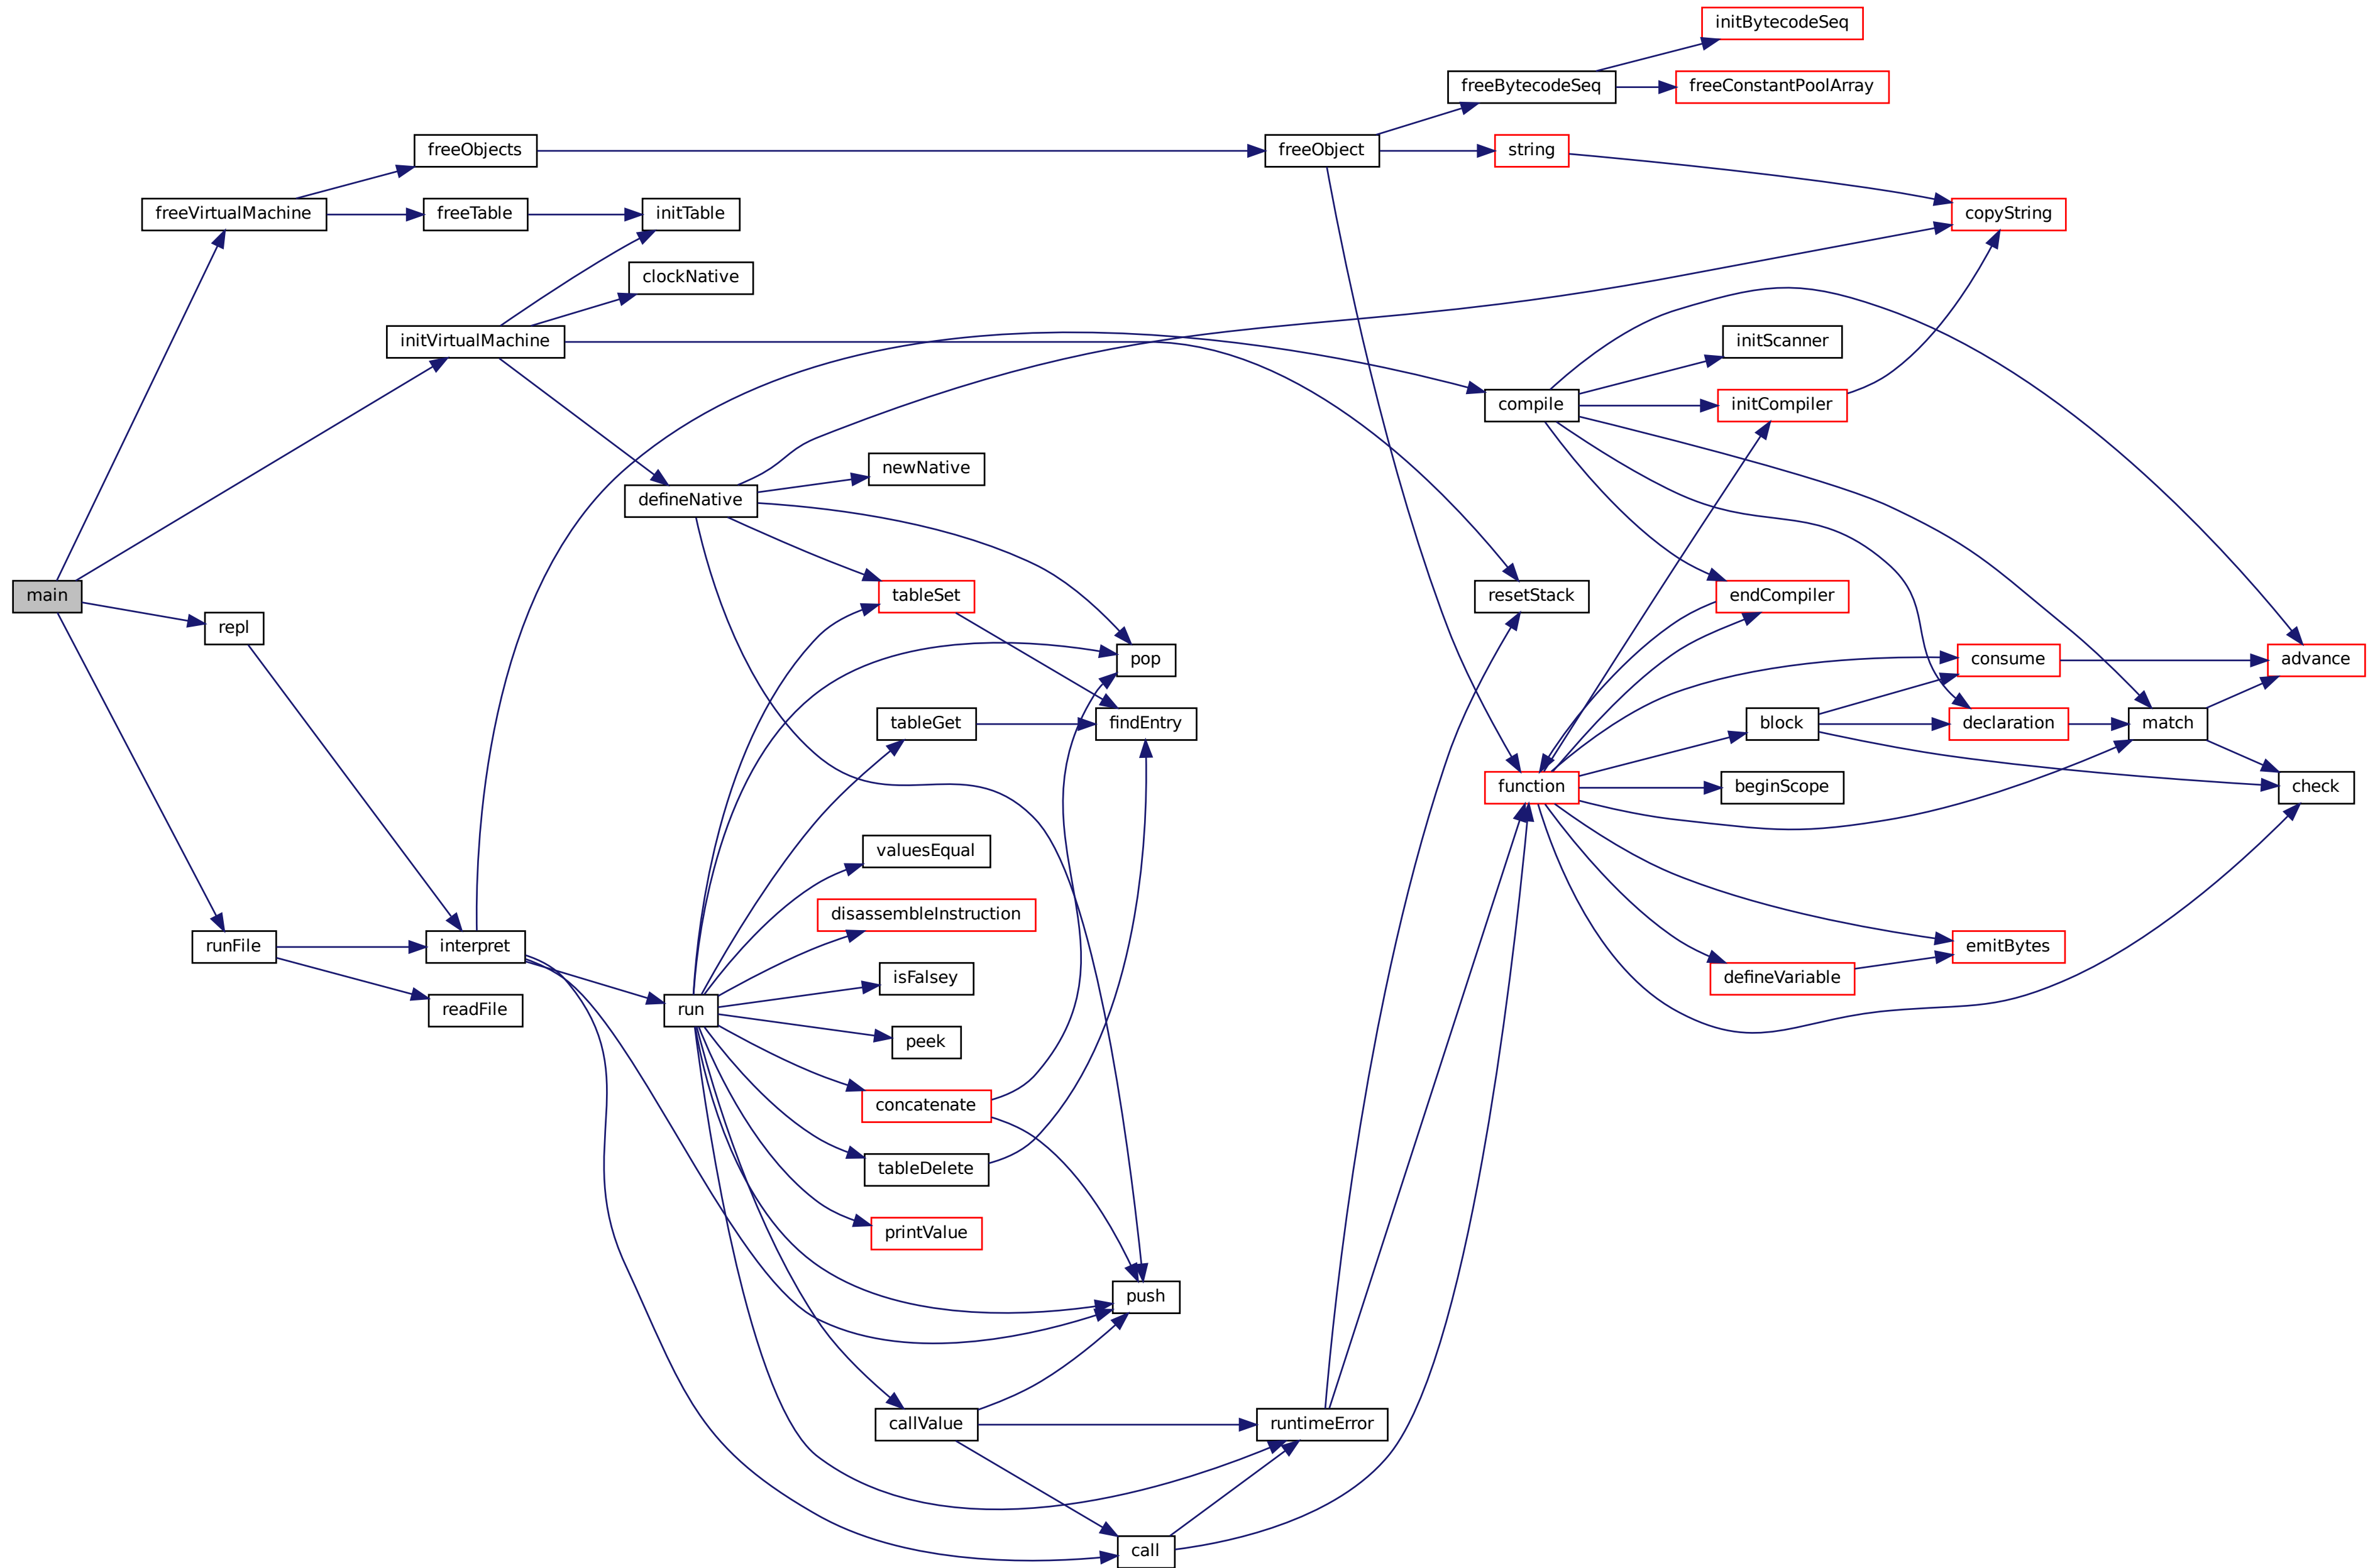 initBytecodeSeq
freeBytecodeSeq
freeConstantPoolArray
freeObjects
freeObject
string
freeVirtualMachine
freeTable
initTable
copyString
clockNative
initVirtualMachine
initScanner
compile
initCompiler
newNative
defineNative
main
tableSet
resetStack
endCompiler
repl
pop
consume
advance
tableGet
findEntry
block
declaration
match
function
beginScope
check
valuesEqual
disassembleInstruction
runFile
interpret
emitBytes
isFalsey
defineVariable
run
readFile
peek
concatenate
tableDelete
printValue
push
callValue
runtimeError
call